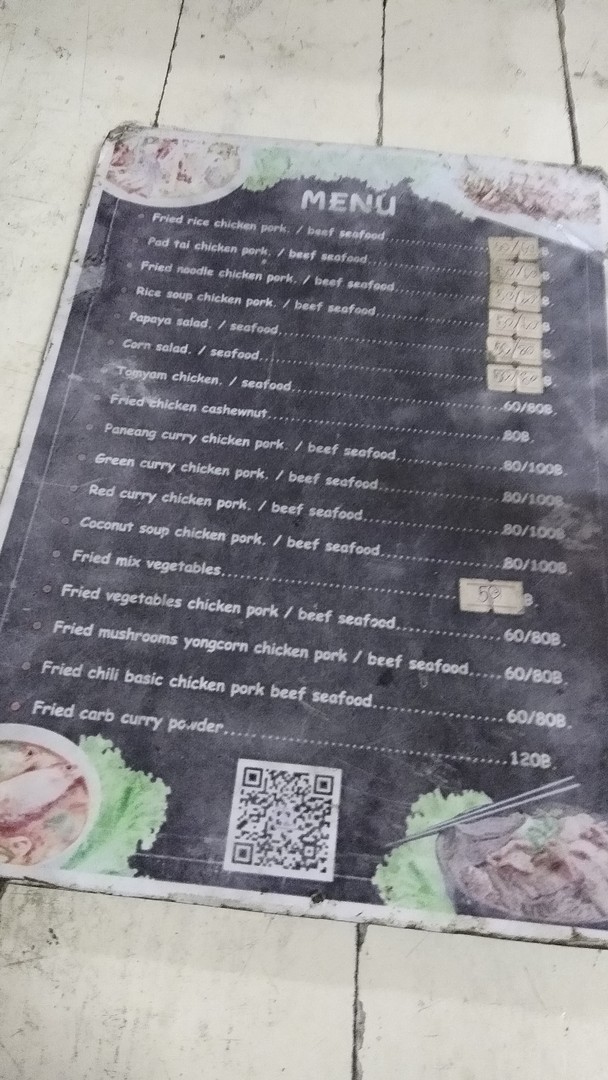 MENU
Fried rice chicken pork. / beef seafood
Pad tai chicken pork. / beef seafood
Fried noodle chicken pork. / beef seafood
Rice soup chicken pork. / beef seafood
Papaya salad. / seafood
Corn salad. / seafood
Tomyam chicken. / seafood 60/80B.
Fried chicken cashewnut 80B.
Paneang curry chicken pork. / beef seafood 80/100B.
Green curry chicken pork. / beef seafood 80/100B.
Red curry chicken pork. / beef seafood 80/100B.
Coconut soup chicken pork. / beef seafood 80/100B.
Fried mix vegetables 50 B.
Fried vegetables chicken pork / beef seafood 60/80B.
Fried mushrooms yongcorn chicken pork / beef seafood 60/80B.
Fried chili basic chicken pork beef seafood 60/80B.
Fried carb curry powder 120B.